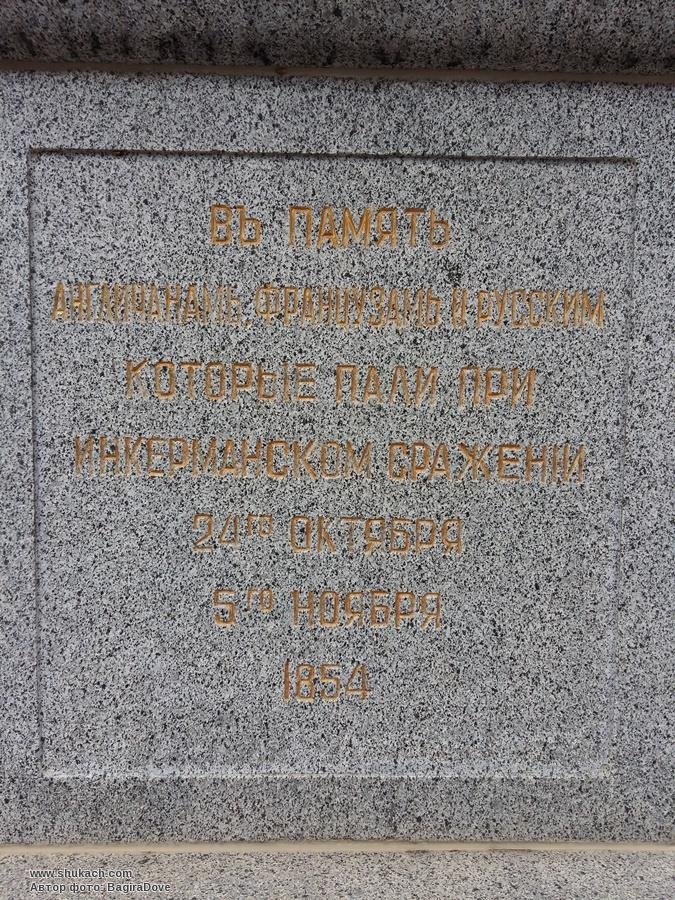 ВЪ ПАМЯТЬ
АНГЛИЧАНАМЪ, ФРАНЦУЗАМЪ И РУССКИМ
КОТОРЫЕ ПАЛИ ПРИ
ИНКЕРМАНСКОМ СРАЖЕНІИ
24ГО ОКТЯБРЯ
5ГО НОЯБРЯ
1854
www.shukach.com
Автор фото: BagiraDove